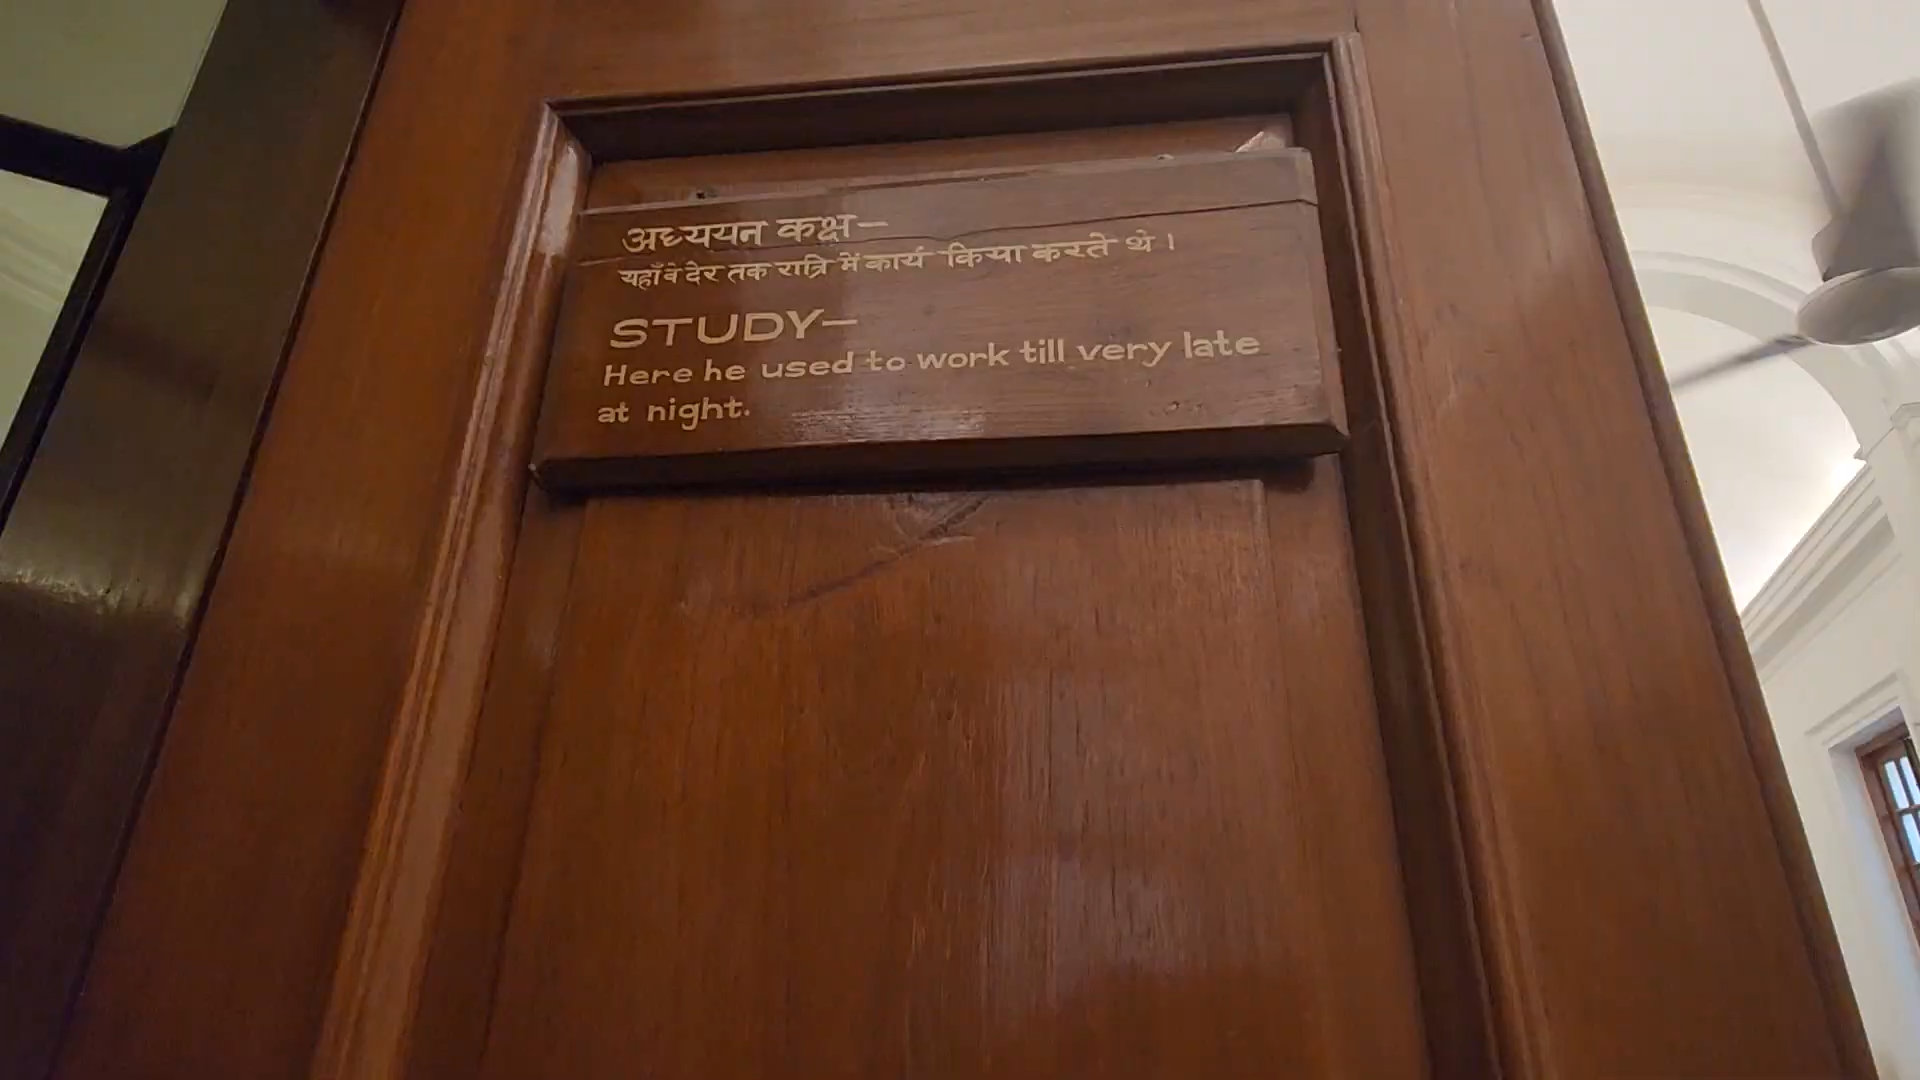 अध्ययन कक्ष–
यहाँ वे देर तक रात्रि में कार्य किया करते थे ।
STUDY–
Here he used to work till very late
at night.